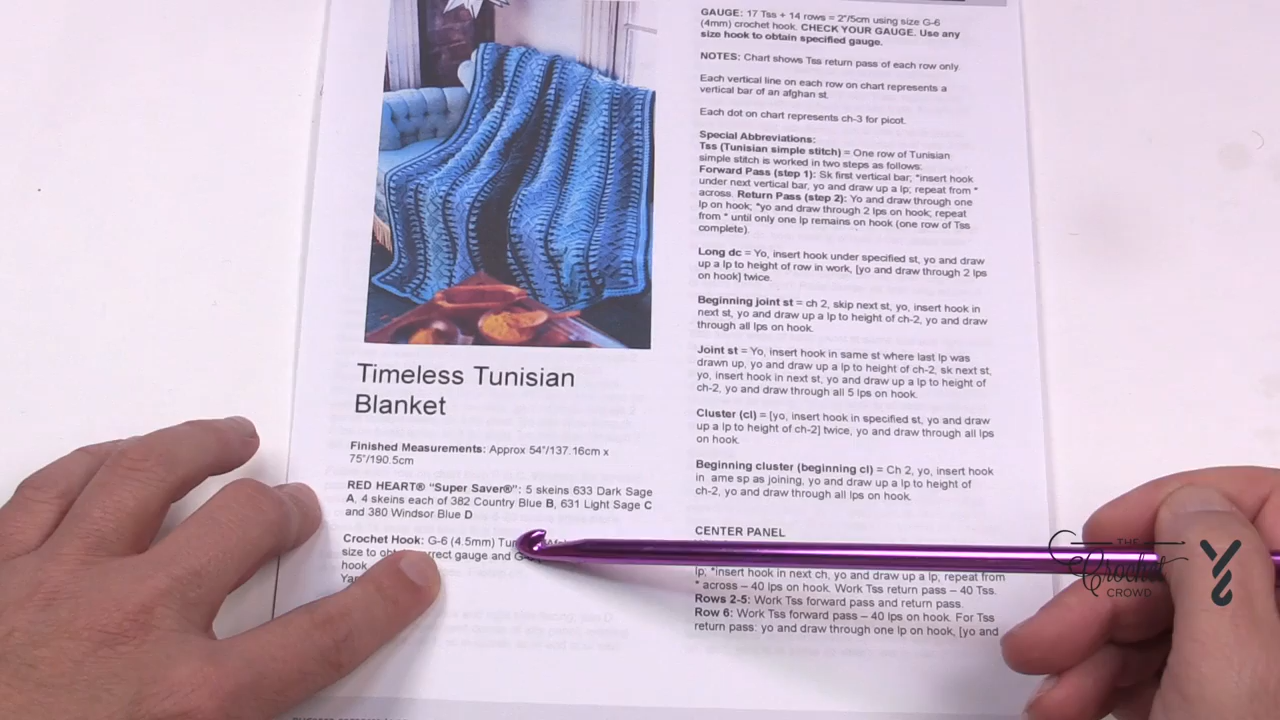 Timeless Tunisian
Blanket
Finished Measurements: Approx 54"/137.16cm x
75"/190.5cm
RED HEART® "Super Saver®": 5 skeins 633 Dark Sage
A, 4 skeins each of 382 Country Blue B, 631 Light Sage C
and 380 Windsor Blue D
Crochet Hook: G-6 (4.5mm)
size to correct gauge and
hook
GAUGE: 17 Tss + 14 rows = 2"/5cm using size G-6
(4mm) crochet hook. CHECK YOUR GAUGE. Use any
size hook to obtain specified gauge.
NOTES: Chart shows Tss return pass of each row only.
Each vertical line on each row on chart represents a
vertical bar of an afghan st.
Each dot on chart represents ch-3 for picot.
Special Abbreviations:
Tss (Tunisian simple stitch) = One row of Tunisian
simple stitch is worked in two steps as follows:
Forward Pass (step 1): Sk first vertical bar; *insert hook
under next vertical bar, yo and draw up a lp; repeat from *
across. Return Pass (step 2): Yo and draw through one
lp on hook; *yo and draw through 2 lps on hook; repeat
from * until only one lp remains on hook (one row of Tss
complete).
Long dc = Yo, insert hook under specified st, yo and draw
up a lp to height of row in work, [yo and draw through 2 lps
on hook] twice.
Beginning joint st = ch 2, skip next st, yo, insert hook in
next st, yo and draw up a lp to height of ch-2, yo and draw
through all lps on hook.
Joint st = Yo, insert hook in same st where last lp was
drawn up, yo and draw up a lp to height of ch-2, sk next st,
yo, insert hook in next st, yo and draw up a lp to height of
ch-2, yo and draw through all 5 lps on hook.
Cluster (cl) = [yo, insert hook in specified st, yo and draw
up a lp to height of ch-2] twice, yo and draw through all lps
on hook.
Beginning cluster (beginning cl) = Ch 2, yo, insert hook
in ame sp as joining, yo and draw up a lp to height of
ch-2, yo and draw through all lps on hook.
CENTER PANEL
lp; *insert hook in next ch, yo and draw up a lp, repeat from
* across – 40 lps on hook. Work Tss return pass – 40 Tss.
Rows 2-5: Work Tss forward pass and return pass.
Row 6: Work Tss forward pass – 40 lps on hook. For Tss
return pass: yo and draw through one lp on hook, [yo and
THE
Crochet
CROWD